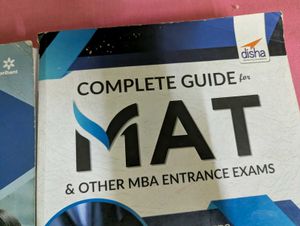 disha
COMPLETE GUIDE for
MAT
& OTHER MBA ENTRANCE EXAMS